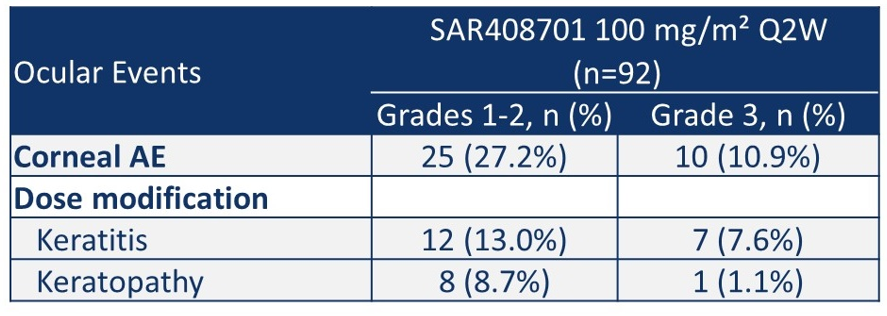 Ocular Events
SAR408701 100 mg/m² Q2W
(n=92)
Grades 1-2, n (%) Grade 3, n (%)
Corneal AE 25 (27.2%) 10 (10.9%)
Dose modification
Keratitis 12 (13.0%) 7 (7.6%)
Keratopathy 8 (8.7%) 1 (1.1%)